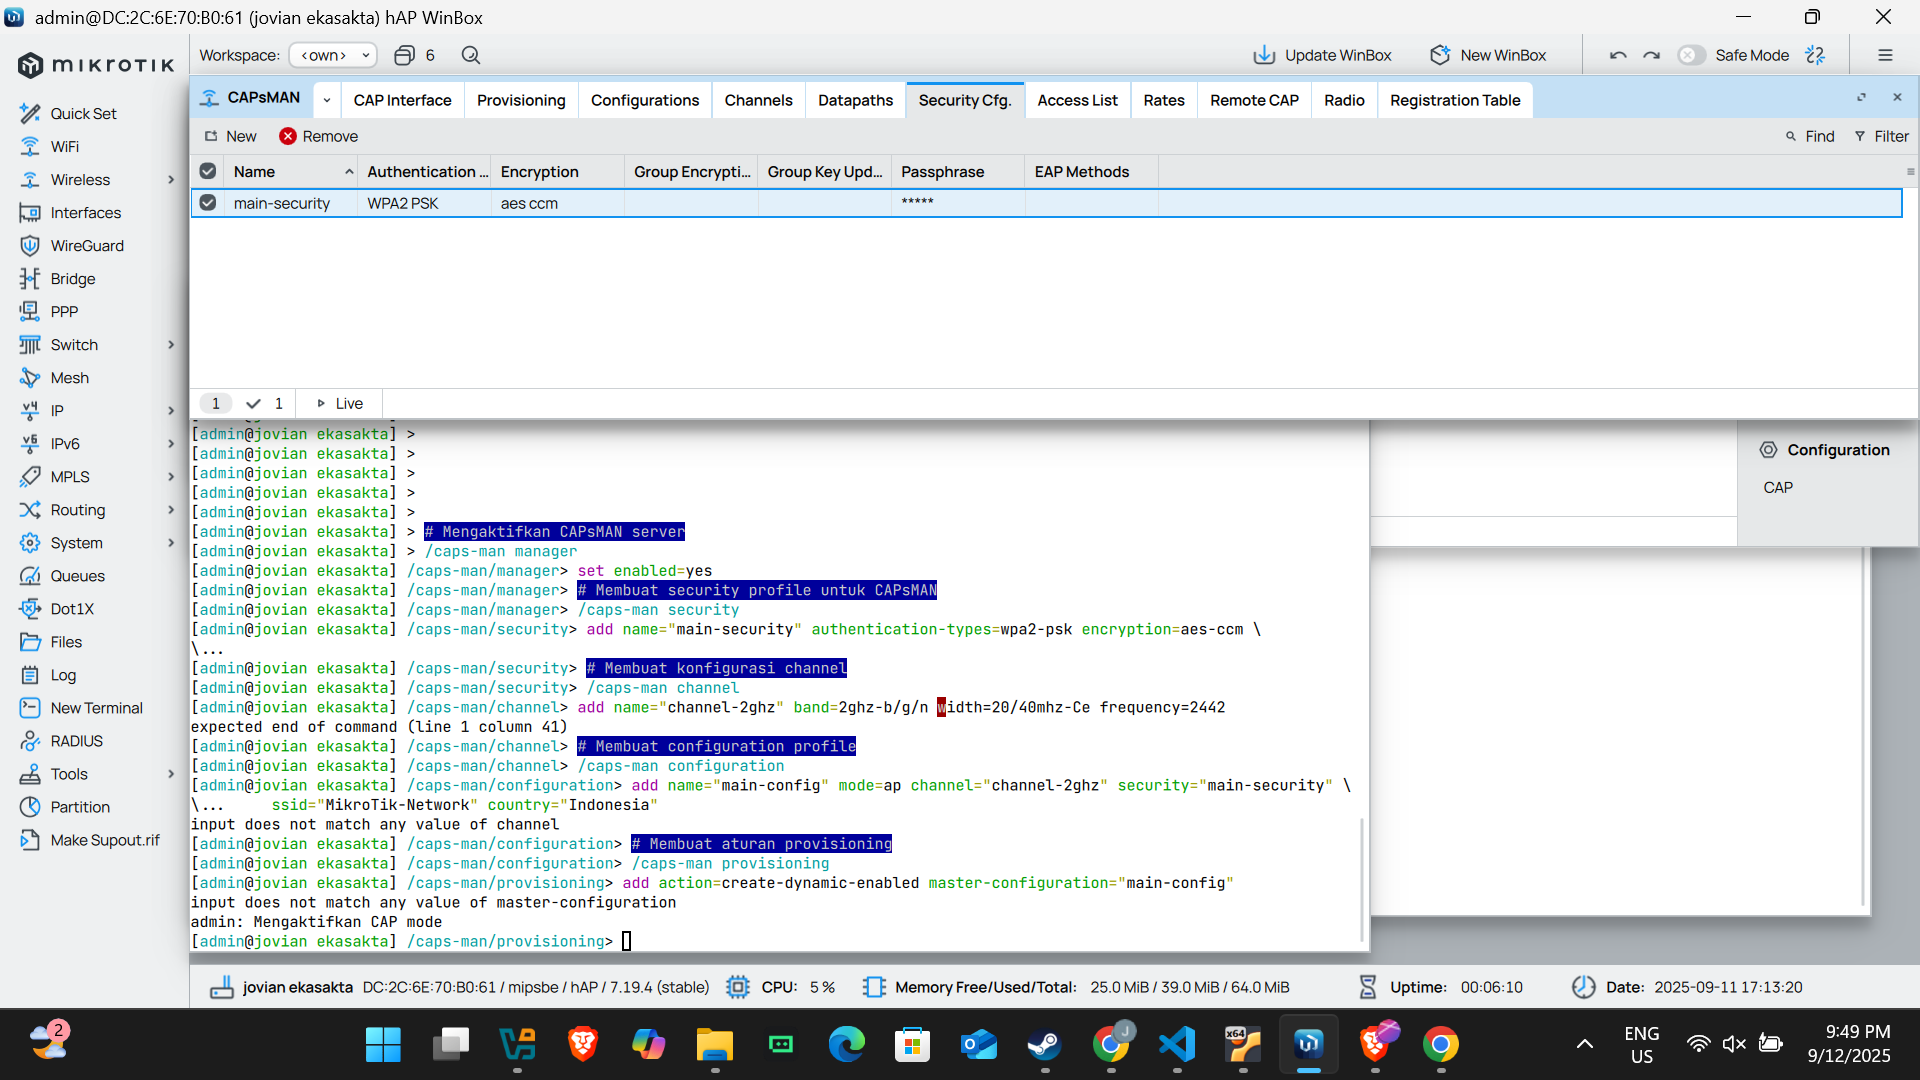 admin@DC:2C:6E:70:B0:61 (jovian ekasakta) hAP WinBox
MikroTik
Workspace: <own> 6 Update WinBox New WinBox Safe Mode
CAPsMAN CAP Interface Provisioning Configurations Channels Datapaths Security Cfg. Access List Rates Remote CAP Radio Registration Table
New Remove Find Filter
Name Authentication ... Encryption Group Encrypti... Group Key Upd... Passphrase EAP Methods
main-security WPA2 PSK aes ccm *****
1 1 Live
Quick Set
WiFi
Wireless
Interfaces
WireGuard
Bridge
PPP
Switch
Mesh
IP
IPv6
MPLS
Routing
System
Queues
Dot1X
Files
Log
New Terminal
RADIUS
Tools
Partition
Make Supout.rif
[admin@jovian ekasakta] >
[admin@jovian ekasakta] >
[admin@jovian ekasakta] >
[admin@jovian ekasakta] >
[admin@jovian ekasakta] >
[admin@jovian ekasakta] > # Mengaktifkan CAPsMAN server
[admin@jovian ekasakta] > /caps-man manager
[admin@jovian ekasakta] /caps-man/manager> set enabled=yes
[admin@jovian ekasakta] /caps-man/manager> # Membuat security profile untuk CAPsMAN
[admin@jovian ekasakta] /caps-man/manager> /caps-man security
[admin@jovian ekasakta] /caps-man/security> add name="main-security" authentication-types=wpa2-psk encryption=aes-ccm \
\...
[admin@jovian ekasakta] /caps-man/security> # Membuat konfigurasi channel
[admin@jovian ekasakta] /caps-man/security> /caps-man channel
[admin@jovian ekasakta] /caps-man/channel> add name="channel-2ghz" band=2ghz-b/g/n width=20/40mhz-Ce frequency=2442
expected end of command (line 1 column 41)
[admin@jovian ekasakta] /caps-man/channel> # Membuat configuration profile
[admin@jovian ekasakta] /caps-man/channel> /caps-man configuration
[admin@jovian ekasakta] /caps-man/configuration> add name="main-config" mode=ap channel="channel-2ghz" security="main-security" \
\... ssid="MikroTik-Network" country="Indonesia"
input does not match any value of channel
[admin@jovian ekasakta] /caps-man/configuration> # Membuat aturan provisioning
[admin@jovian ekasakta] /caps-man/configuration> /caps-man provisioning
[admin@jovian ekasakta] /caps-man/provisioning> add action=create-dynamic-enabled master-configuration="main-config"
input does not match any value of master-configuration
admin: Mengaktifkan CAP mode
[admin@jovian ekasakta] /caps-man/provisioning>
Configuration
CAP
jovian ekasakta DC:2C:6E:70:B0:61 / mipsbe / hAP / 7.19.4 (stable) CPU: 5 % Memory Free/Used/Total: 25.0 MiB / 39.0 MiB / 64.0 MiB Uptime: 00:06:10 Date: 2025-09-11 17:13:20
2
J
x64
ENG
US
9:49 PM
9/12/2025